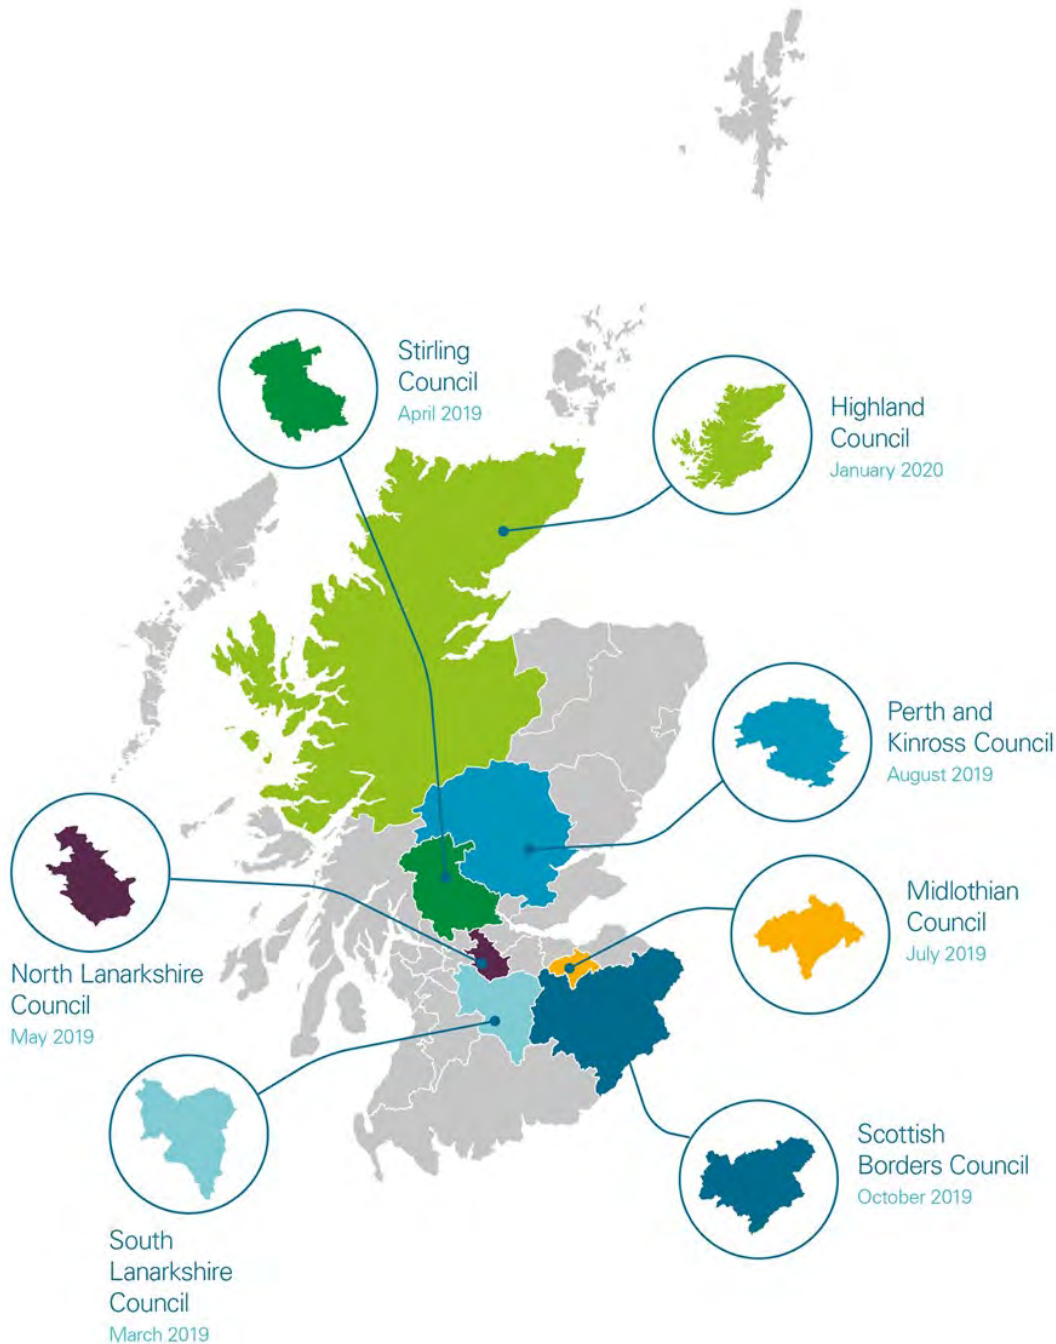 Stirling
Council
April 2019
Highland
Council
January 2020
Perth and
Kinross Council
August 2019
Midlothian
Council
July 2019
North Lanarkshire
Council
May 2019
Scottish
Borders Council
October 2019
South
Lanarkshire
Council
March 2019